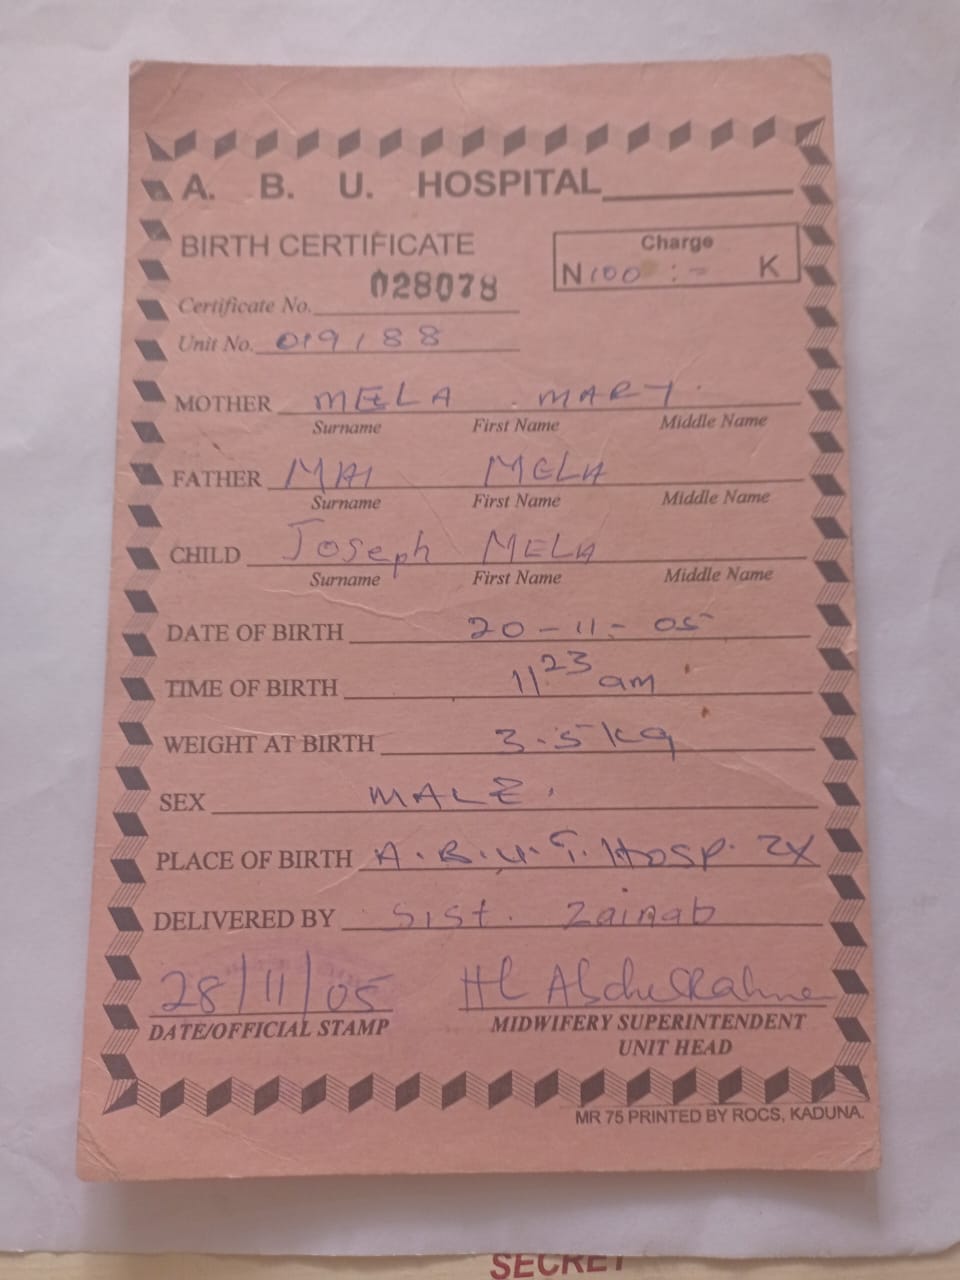 A. B. U. HOSPITAL
BIRTH CERTIFICATE
Charge
N100 : - K
Certificate No. 028078
Unit No. 019188
MOTHER MELA MARY.
Surname First Name Middle Name
FATHER MAI MELA
Surname First Name Middle Name
CHILD Joseph MELA
Surname First Name Middle Name
DATE OF BIRTH 20-11-05
TIME OF BIRTH 11 23 am
WEIGHT AT BIRTH 3.5kg
SEX MALE.
PLACE OF BIRTH A.B.U.T. Hosp. ZX
DELIVERED BY Sist. Zainab
28/11/05
DATE/OFFICIAL STAMP
MIDWIFERY SUPERINTENDENT
UNIT HEAD
MR 75 PRINTED BY ROCS, KADUNA.
SECRET